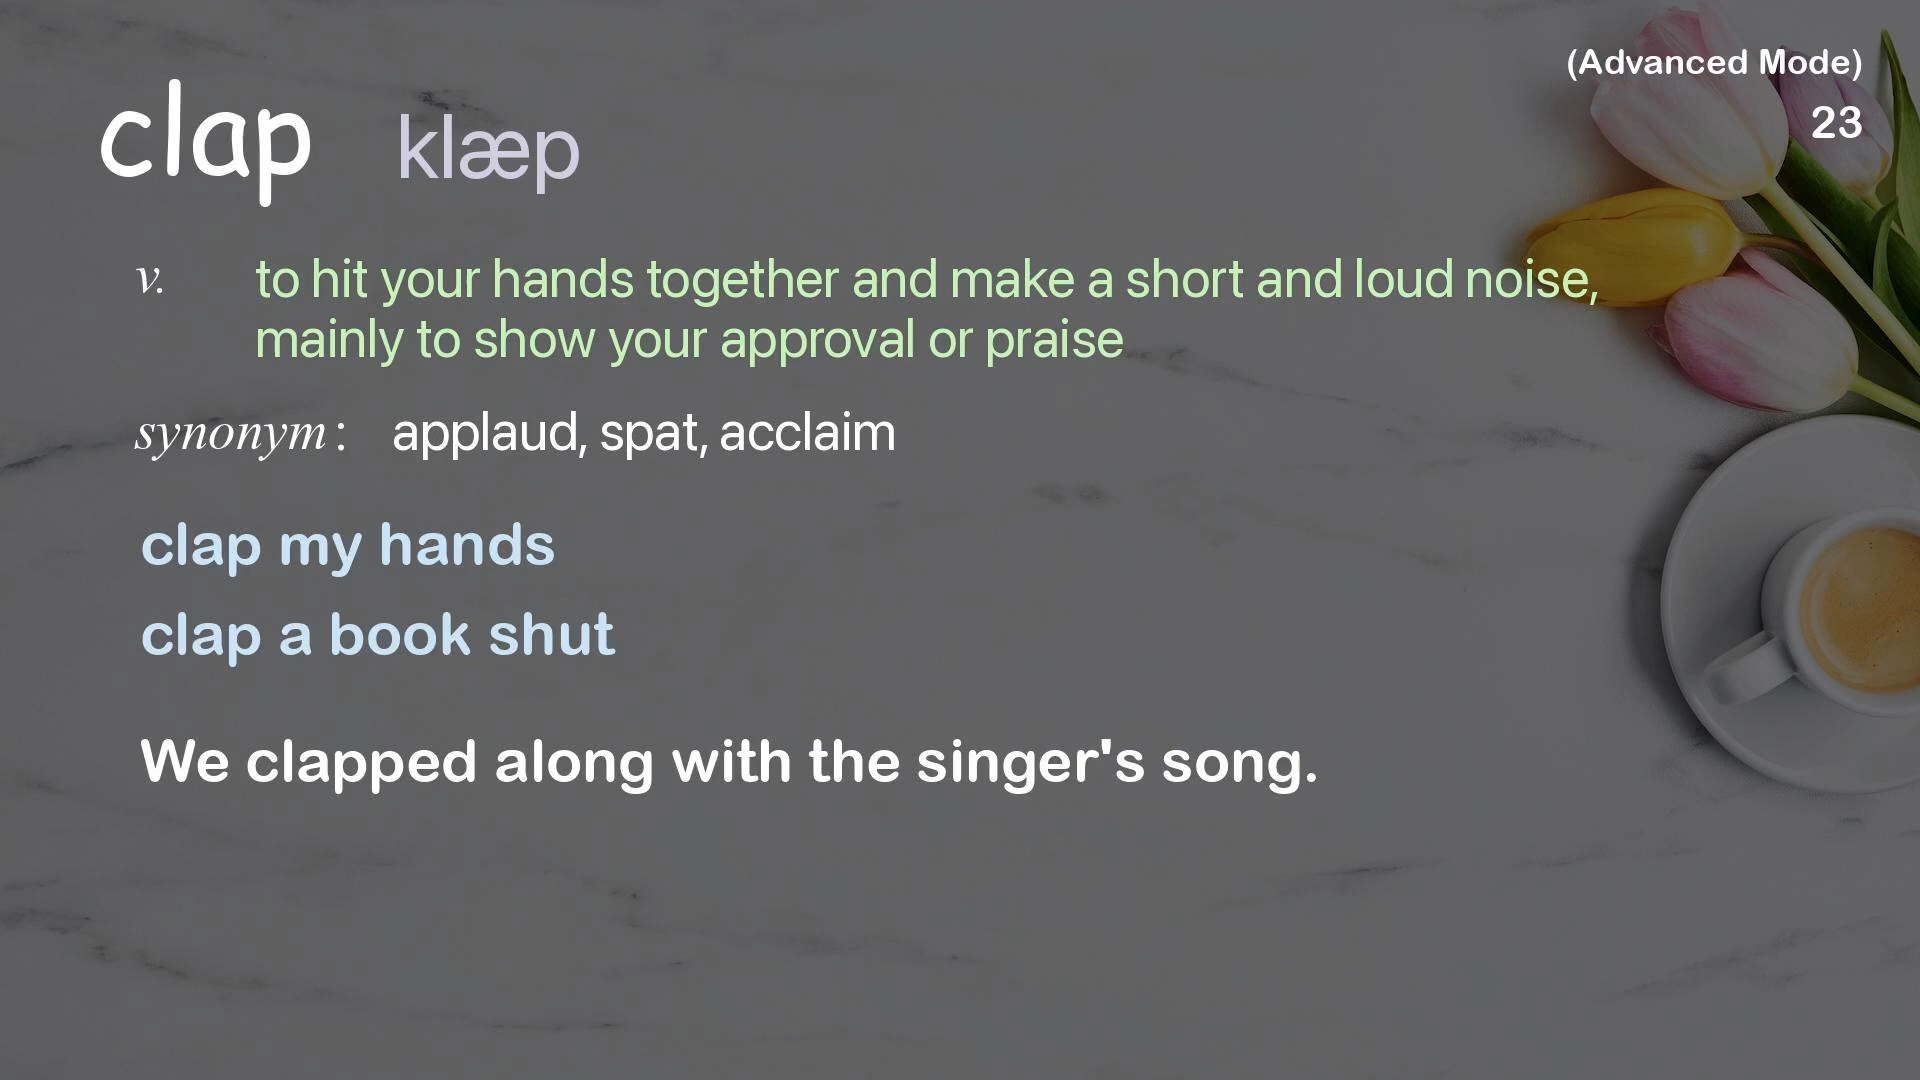 (Advanced Mode)
23
clap klæp
v. to hit your hands together and make a short and loud noise,
mainly to show your approval or praise
synonym: applaud, spat, acclaim
clap my hands
clap a book shut
We clapped along with the singer's song.